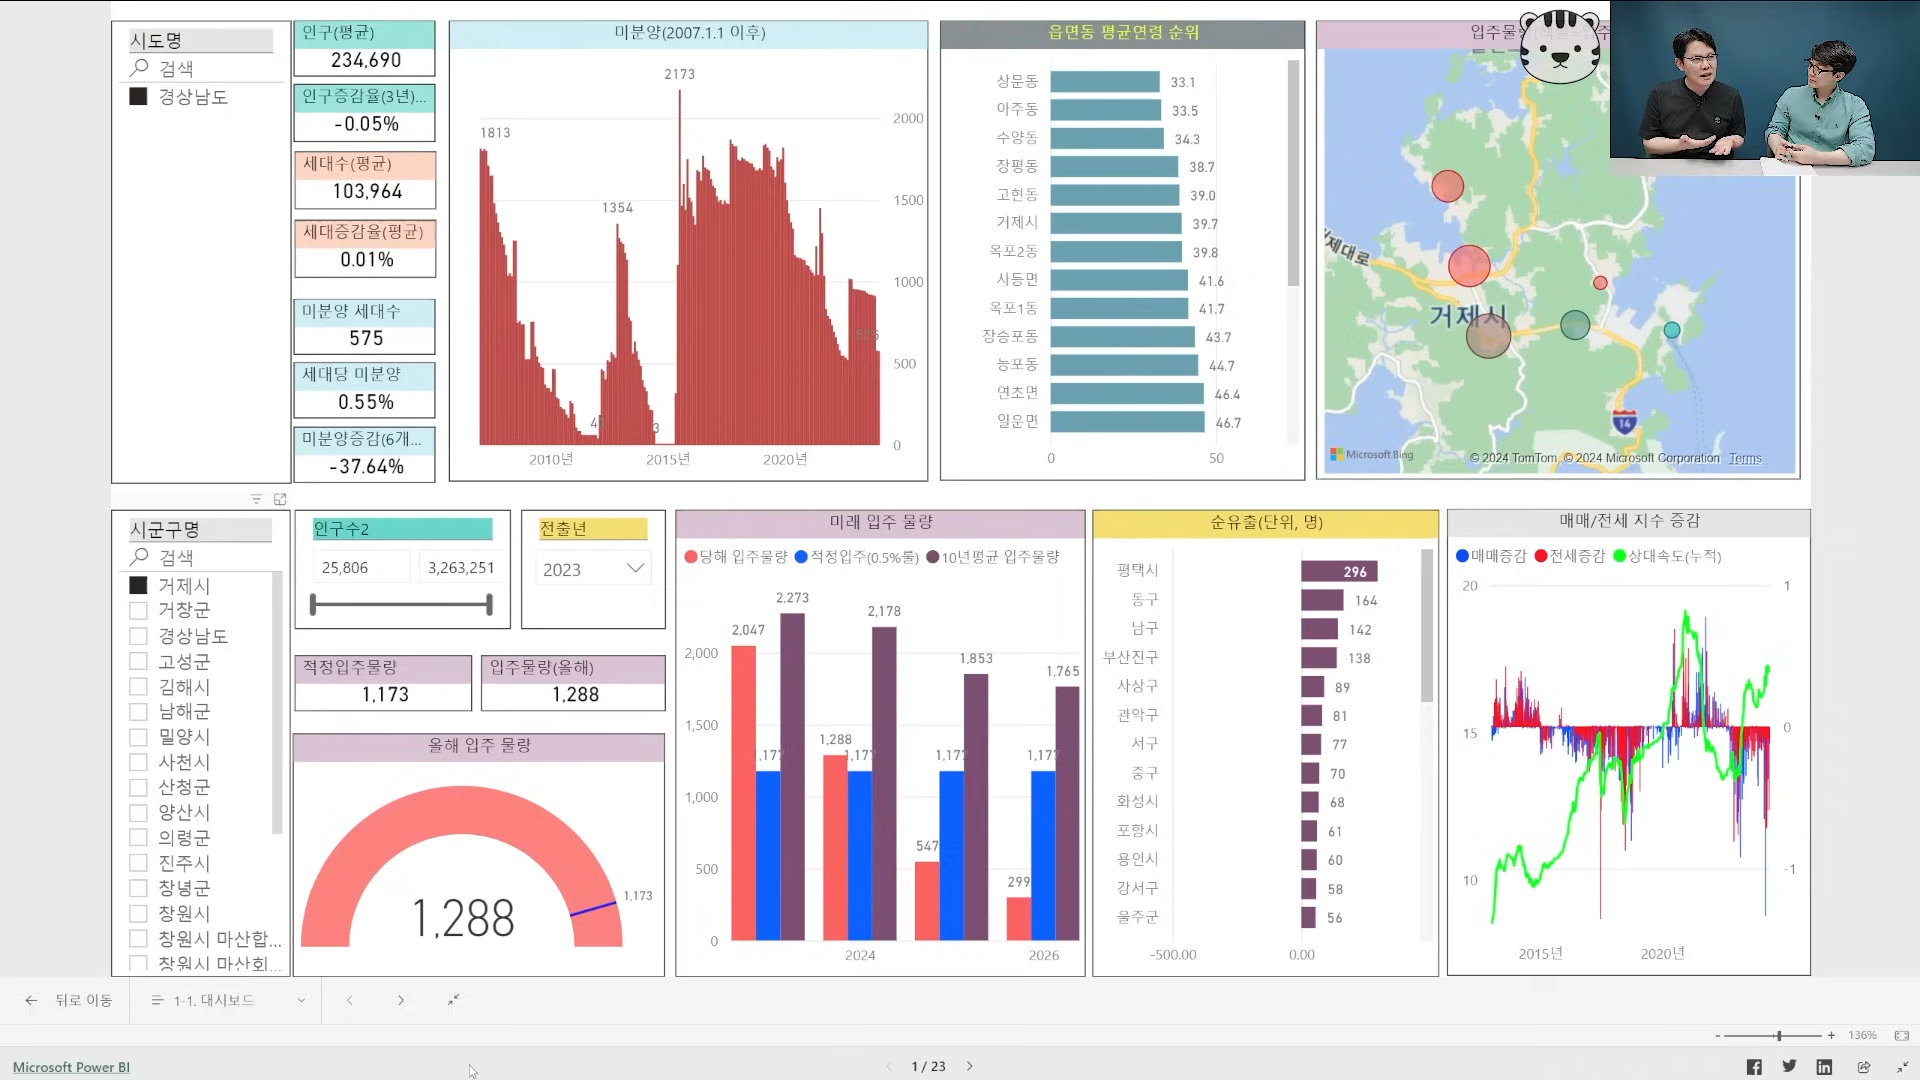 시도명
검색
경상남도
인구(평균)
234,690
인구증감율(3년)...
-0.05%
세대수(평균)
103,964
세대증감율(평균)
0.01%
미분양 세대수
575
세대당 미분양
0.55%
미분양증감(6개...
-37.64%
미분양(2007.1.1 이후)
2173
1813
1354
3
575
2000
1500
1000
500
0
2010년
2015년
2020년
읍면동 평균연령 순위
상문동 33.1
아주동 33.5
수양동 34.3
장평동 38.7
고현동 39.0
거제시 39.7
옥포2동 39.8
사등면 41.6
옥포1동 41.7
장승포동 43.7
능포동 44.7
연초면 46.4
일운면 46.7
0 50
거제대로
거제시
14
Microsoft Bing
© 2024 TomTom, © 2024 Microsoft Corporation Terms
시군구명
검색
거제시
거창군
경상남도
고성군
김해시
남해군
밀양시
사천시
산청군
양산시
의령군
진주시
창녕군
창원시
창원시 마산합...
창원시 마산회...
인구수2
25,806 3,263,251
전출년
2023
적정입주물량
1,173
입주물량(올해)
1,288
올해 입주 물량
1,173
1,288
미래 입주 물량
당해 입주물량 적정입주(0.5%룰) 10년평균 입주물량
2,273
2,047
2,178
1,853
1,765
1,288
1,177
1,177
1,177
547
299
2,000
1,500
1,000
500
0
2024 2026
순유출(단위, 명)
평택시 296
동구 164
남구 142
부산진구 138
사상구 89
관악구 81
서구 77
중구 70
화성시 68
포항시 61
용인시 60
강서구 58
울주군 56
-500.00 0.00
매매/전세 지수 증감
매매증감 전세증감 상대속도(누적)
20 1
15 0
10 -1
2015년 2020년
뒤로 이동
1-1. 대시보드
- + 136%
Microsoft Power BI
1 / 23